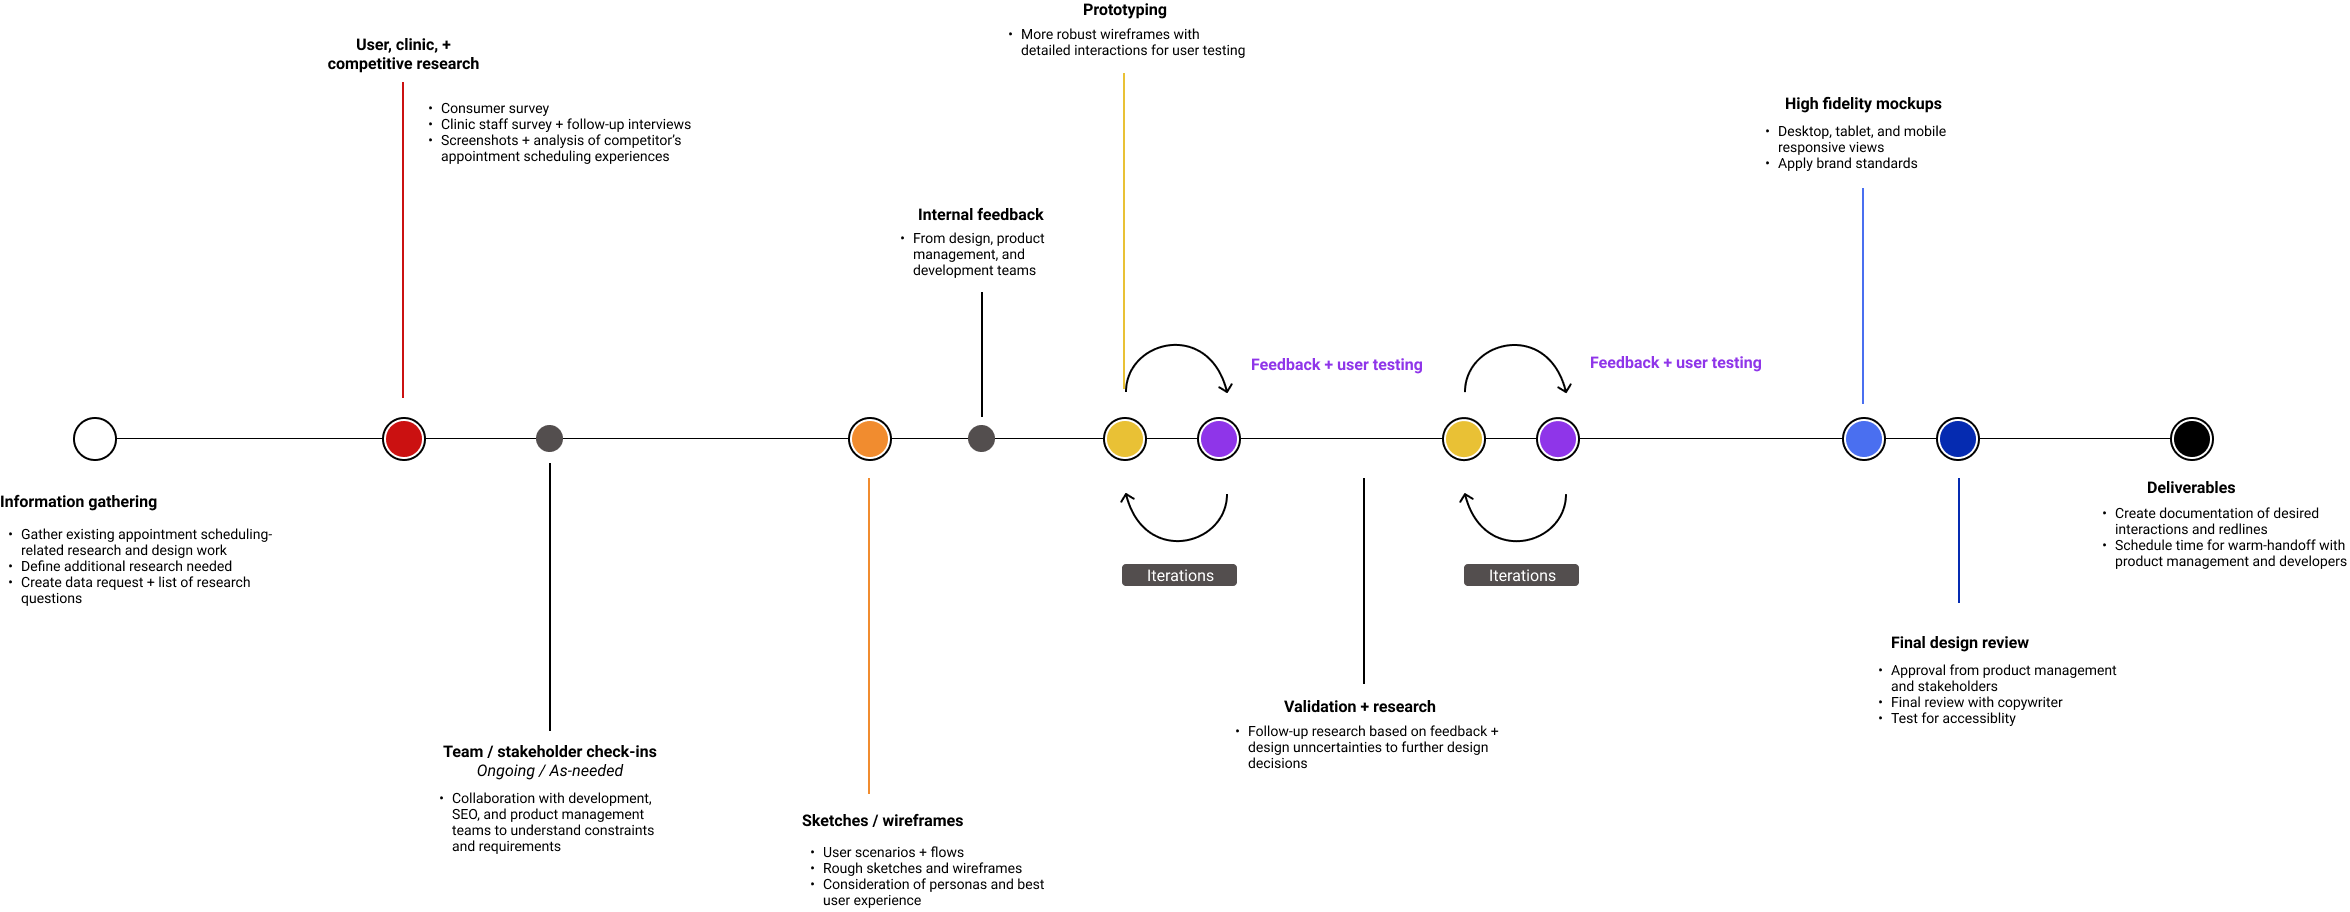 Information gathering
• Gather existing appointment scheduling-
related research and design work
• Define additional research needed
• Create data request + list of research
questions
User, clinic, +
competitive research
• Consumer survey
• Clinic staff survey + follow-up interviews
• Screenshots + analysis of competitor's
appointment scheduling experiences
Team / stakeholder check-ins
Ongoing / As-needed
• Collaboration with development,
SEO, and product management
teams to understand constraints
and requirements
Sketches / wireframes
• User scenarios + flows
• Rough sketches and wireframes
• Consideration of personas and best
user experience
Internal feedback
• From design, product
management, and
development teams
Prototyping
• More robust wireframes with
detailed interactions for user testing
Feedback + user testing
Iterations
Validation + research
• Follow-up research based on feedback +
design unncertainties to further design
decisions
Feedback + user testing
Iterations
High fidelity mockups
• Desktop, tablet, and mobile
responsive views
• Apply brand standards
Final design review
• Approval from product management
and stakeholders
• Final review with copywriter
• Test for accessiblity
Deliverables
• Create documentation of desired
interactions and redlines
• Schedule time for warm-handoff with
product management and developers